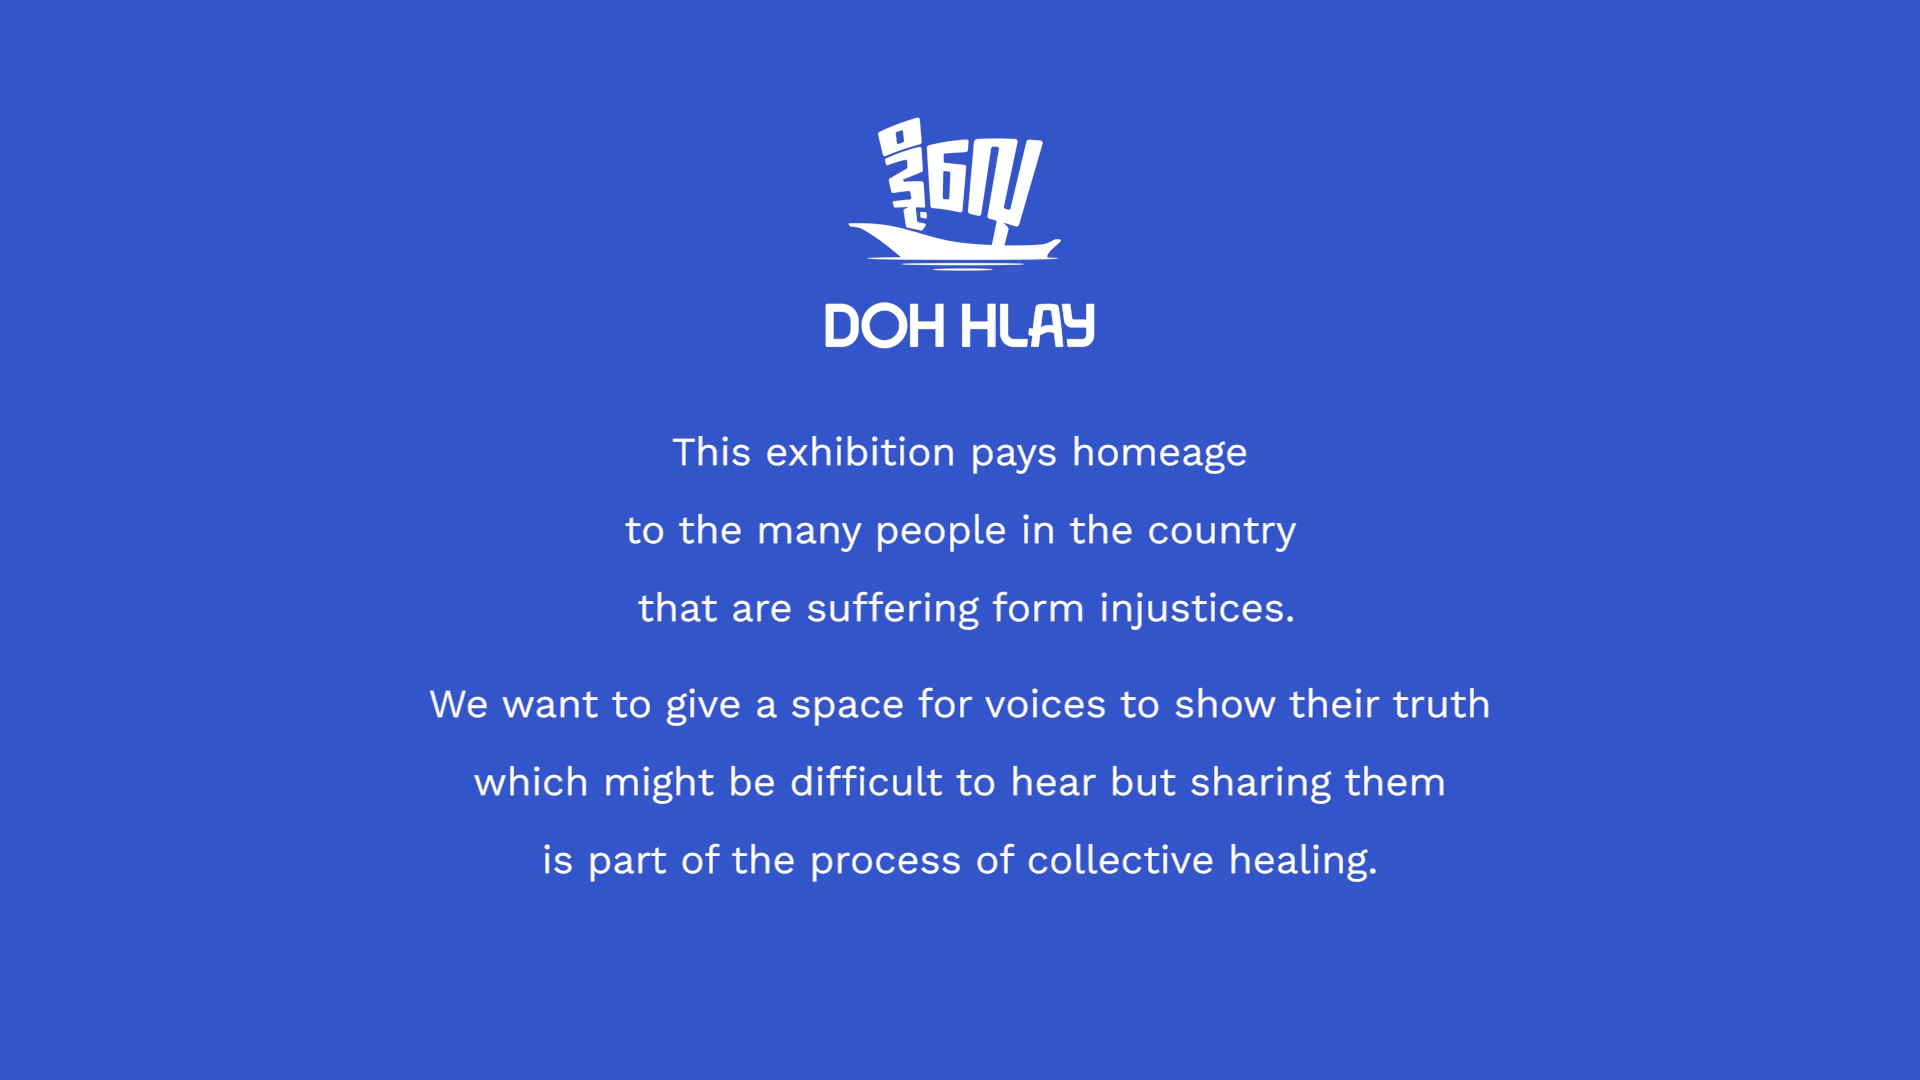 ဒို့လှေ
DOH HLAY
This exhibition pays homeage
to the many people in the country
that are suffering form injustices.
We want to give a space for voices to show their truth
which might be difficult to hear but sharing them
is part of the process of collective healing.